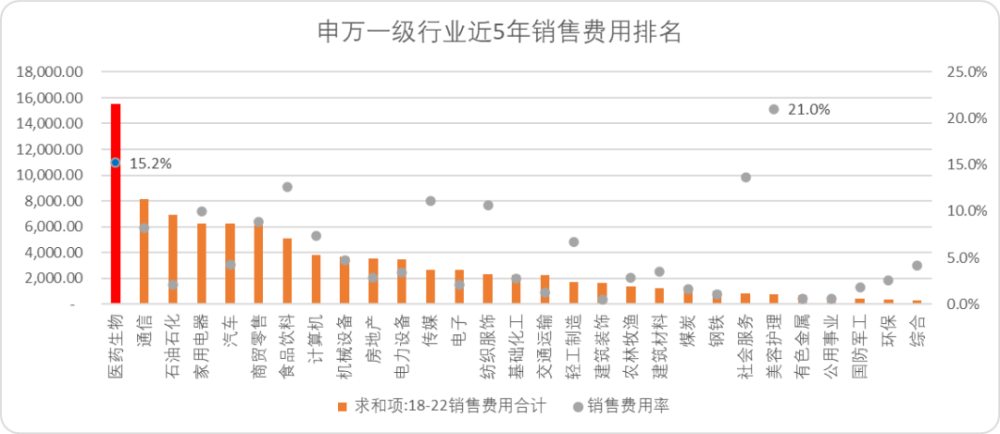 申万一级行业近5年销售费用排名
18,000.00
16,000.00
14,000.00
12,000.00
10,000.00
8,000.00
6,000.00
4,000.00
2,000.00
-
25.0%
20.0%
15.0%
10.0%
5.0%
0.0%
15.2%
21.0%
医药生物
通信
石油石化
家用电器
汽车
商贸零售
食品饮料
计算机
机械设备
房地产
电力设备
传媒
电子
纺织服饰
基础化工
交通运输
轻工制造
建筑装饰
农林牧渔
建筑材料
煤炭
钢铁
社会服务
美容护理
有色金属
公用事业
国防军工
环保
综合
求和项:18-22销售费用合计
销售费用率